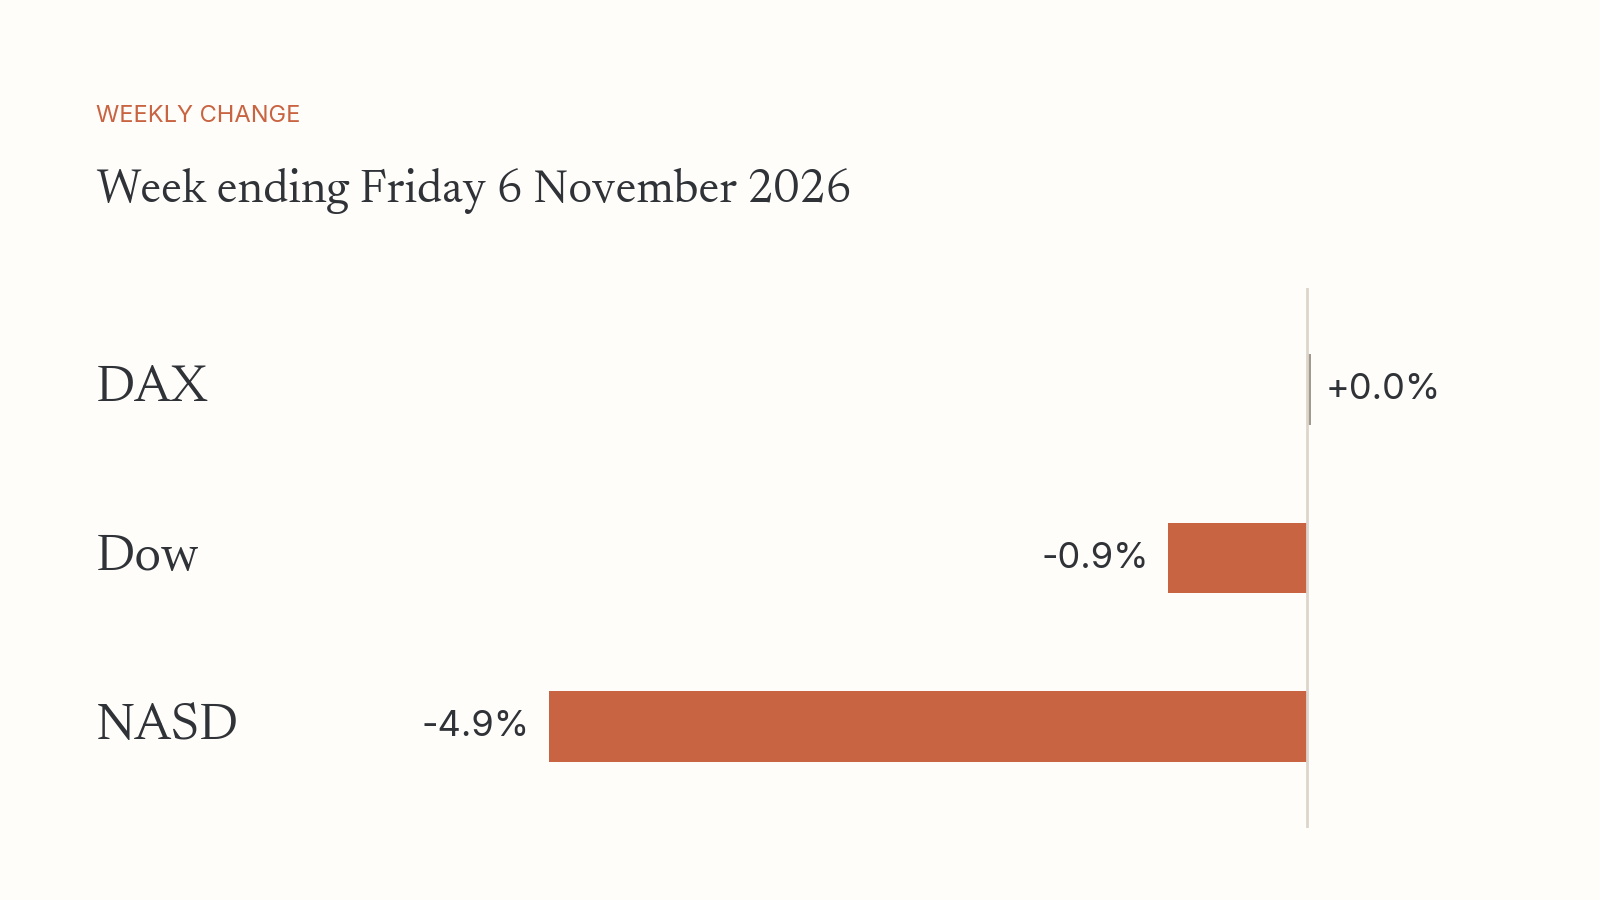 WEEKLY CHANGE
Week ending Friday 6 November 2026
DAX +0.0%
Dow -0.9%
NASD -4.9%